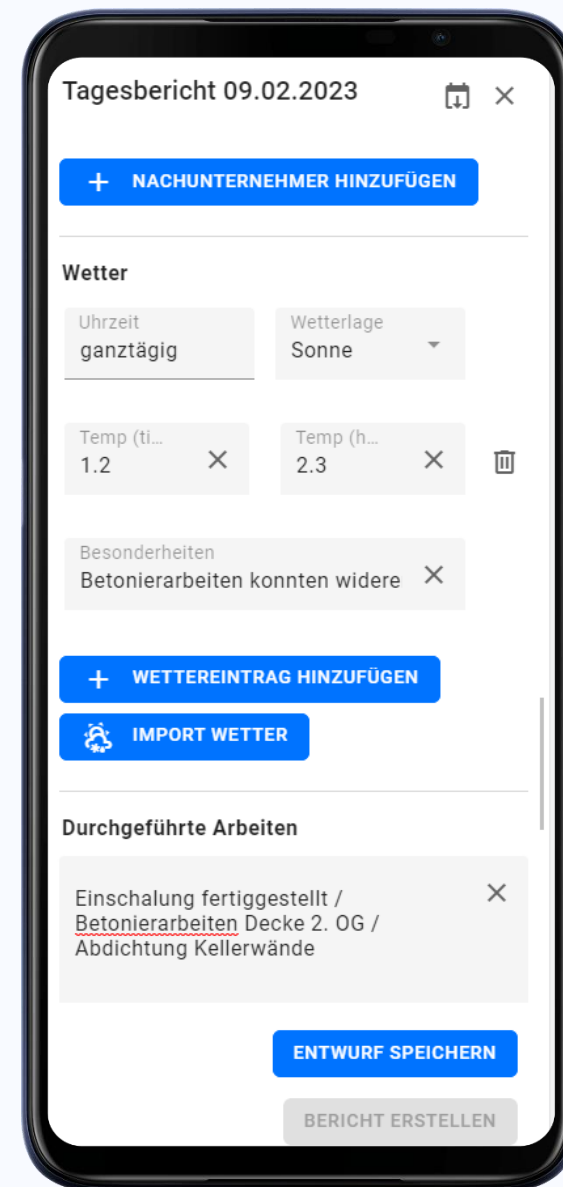 Tagesbericht 09.02.2023
NACHUNTERNEHMER HINZUFÜGEN
Wetter
Uhrzeit
ganztägig
Wetterlage
Sonne
Temp (ti...
1.2
Temp (h...
2.3
Besonderheiten
Betonierarbeiten konnten widere
WETTEREINTRAG HINZUFÜGEN
IMPORT WETTER
Durchgeführte Arbeiten
Einschalung fertiggestellt /
Betonierarbeiten Decke 2. OG /
Abdichtung Kellerwände
ENTWURF SPEICHERN
BERICHT ERSTELLEN